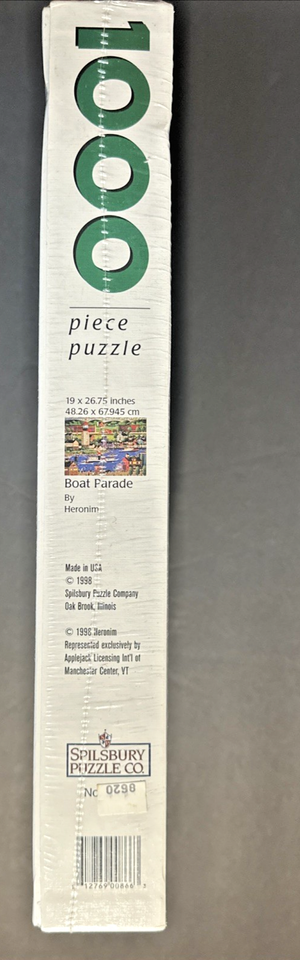 1000
piece
puzzle
19 x 26.75 inches
48.26 x 67.945 cm
Boat Parade
By
Heronim
Made in USA
© 1998
Spilsbury Puzzle Company
Oak Brook, Illinois
© 1998 Heronim
Represented exclusively by
Applejack Licensing Int'l of
Manchester Center, VT
SPILSBURY
PUZZLE CO.
No